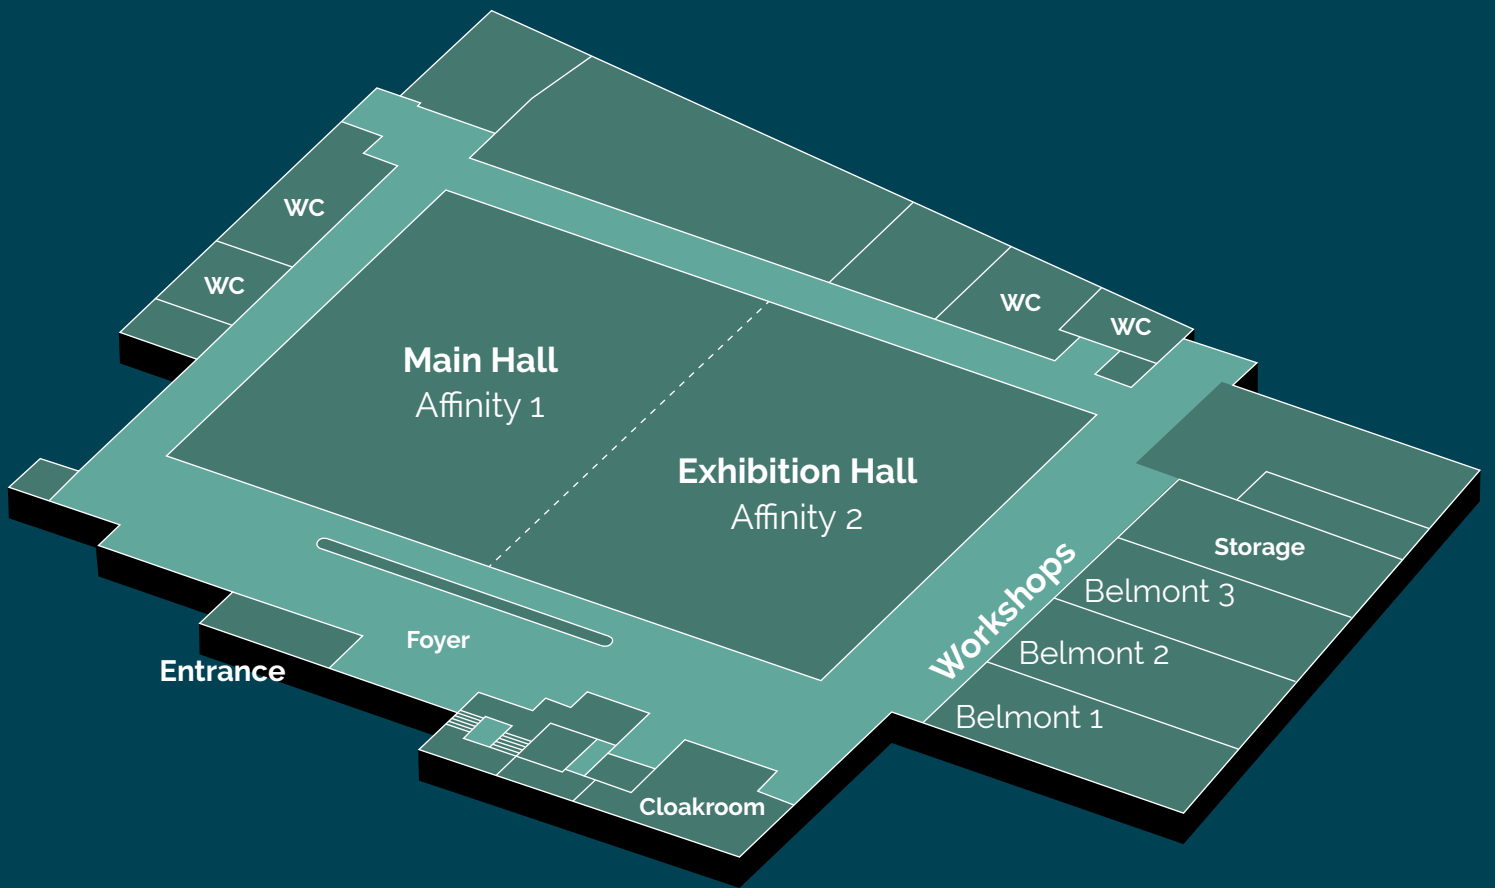 WC
WC
WC
WC
Main Hall
Affinity 1
Exhibition Hall
Affinity 2
Workshops
Storage
Belmont 3
Belmont 2
Belmont 1
Foyer
Entrance
Cloakroom